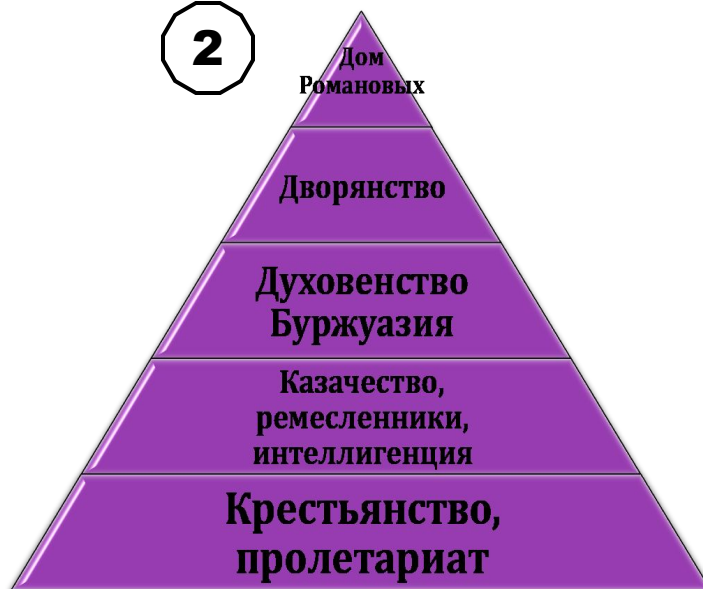 2
Дом
Романовых
Дворянство
Духовенство
Буржуазия
Казачество,
ремесленники,
интеллигенция
Крестьянство,
пролетариат